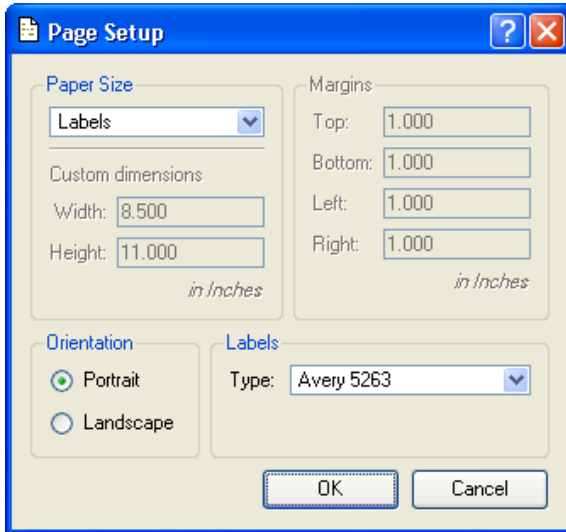 Page Setup
Paper Size
Labels
Custom dimensions
Width: 8.500
Height: 11.000
in Inches
Margins
Top: 1.000
Bottom: 1.000
Left: 1.000
Right: 1.000
in Inches
Orientation
Portrait
Landscape
Labels
Type: Avery 5263
OK
Cancel